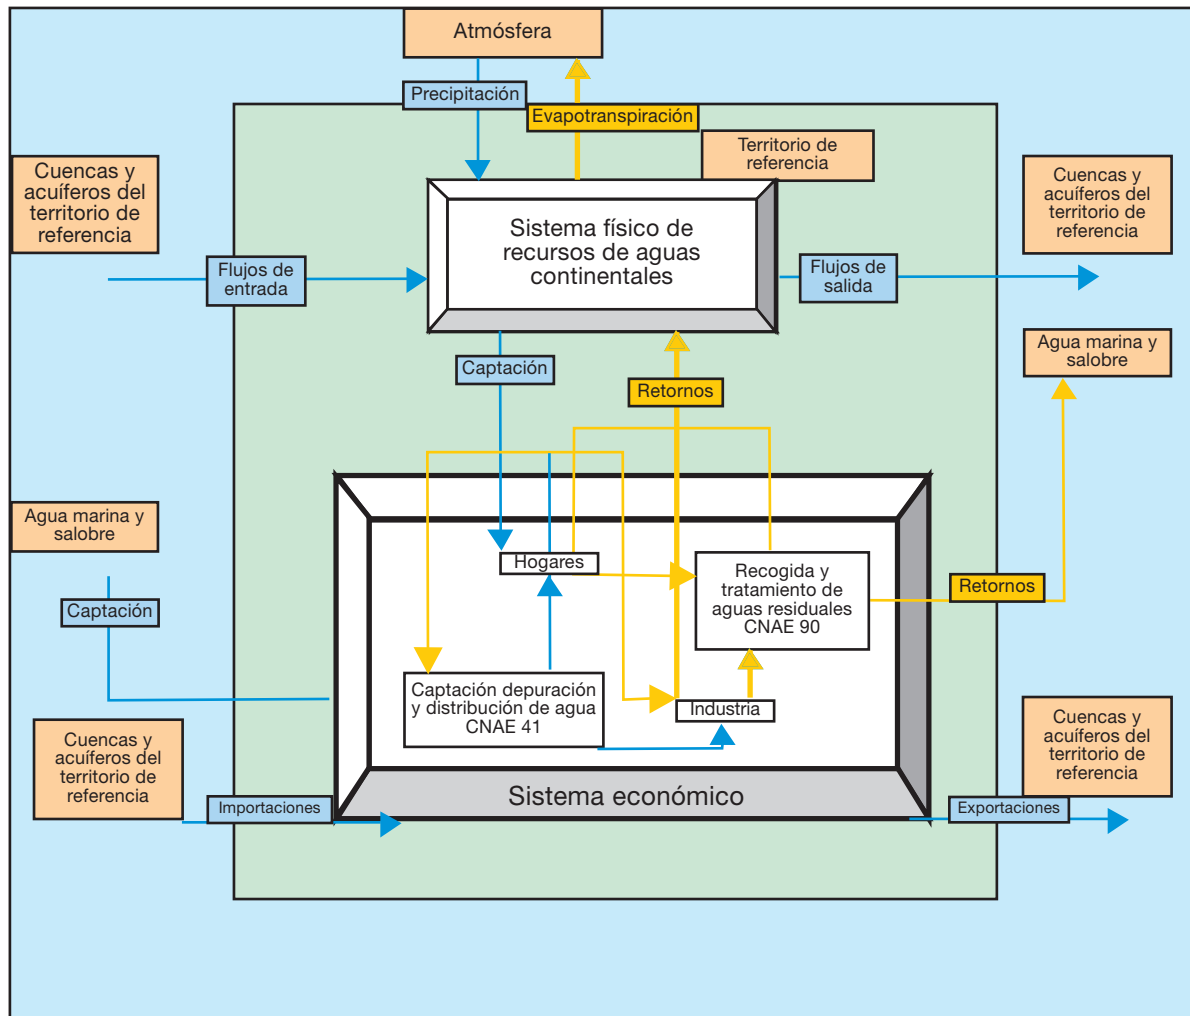 Atmósfera
Precipitación
Evapotranspiración
Territorio de
referencia
Cuencas y
acuíferos del
territorio de
referencia
Cuencas y
acuíferos del
territorio de
referencia
Sistema físico de
recursos de aguas
continentales
Flujos de
entrada
Flujos de
salida
Agua marina y
salobre
Captación
Retornos
Agua marina y
salobre
Hogares
Recogida y
tratamiento de
aguas residuales
CNAE 90
Retornos
Captación
Captación depuración
y distribución de agua
CNAE 41
Industria
Cuencas y
acuíferos del
territorio de
referencia
Cuencas y
acuíferos del
territorio de
referencia
Importaciones
Sistema económico
Exportaciones